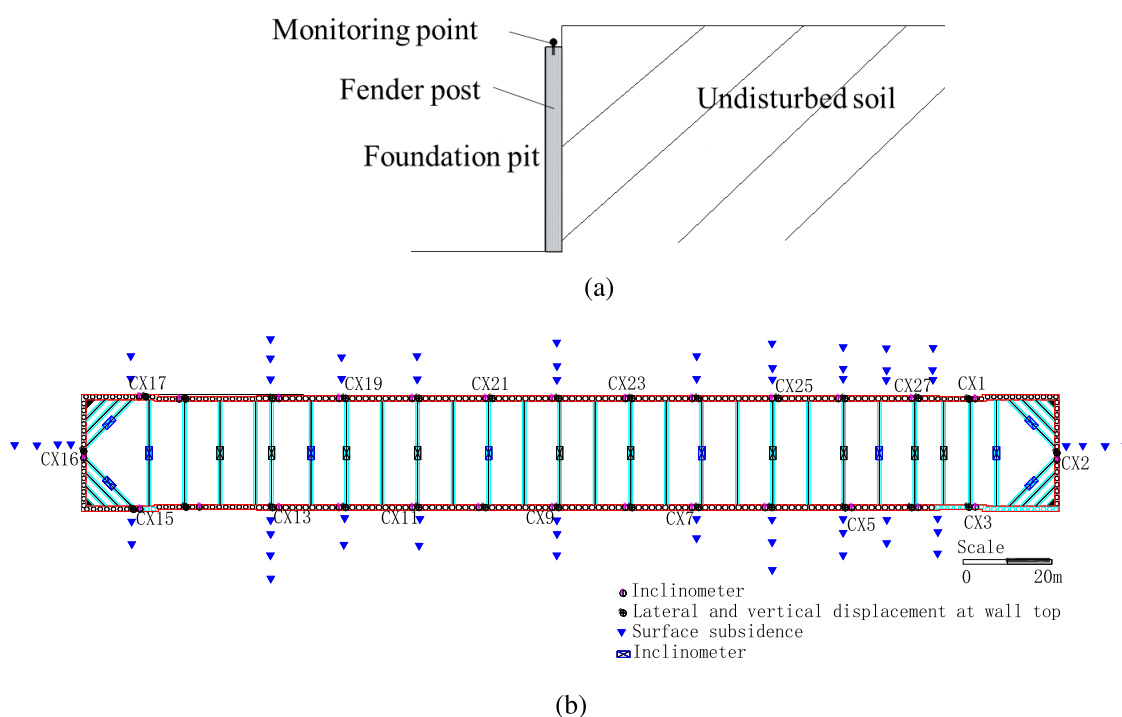 Monitoring point
Fender post
Undisturbed soil
Foundation pit
(a)
CX17
CX19
CX21
CX23
CX25
CX27
CX1
CX16
CX2
CX15
CX13
CX11
CX9
CX7
CX5
CX3
Scale
0 20m
Inclinometer
Lateral and vertical displacement at wall top
Surface subsidence
Inclinometer
(b)